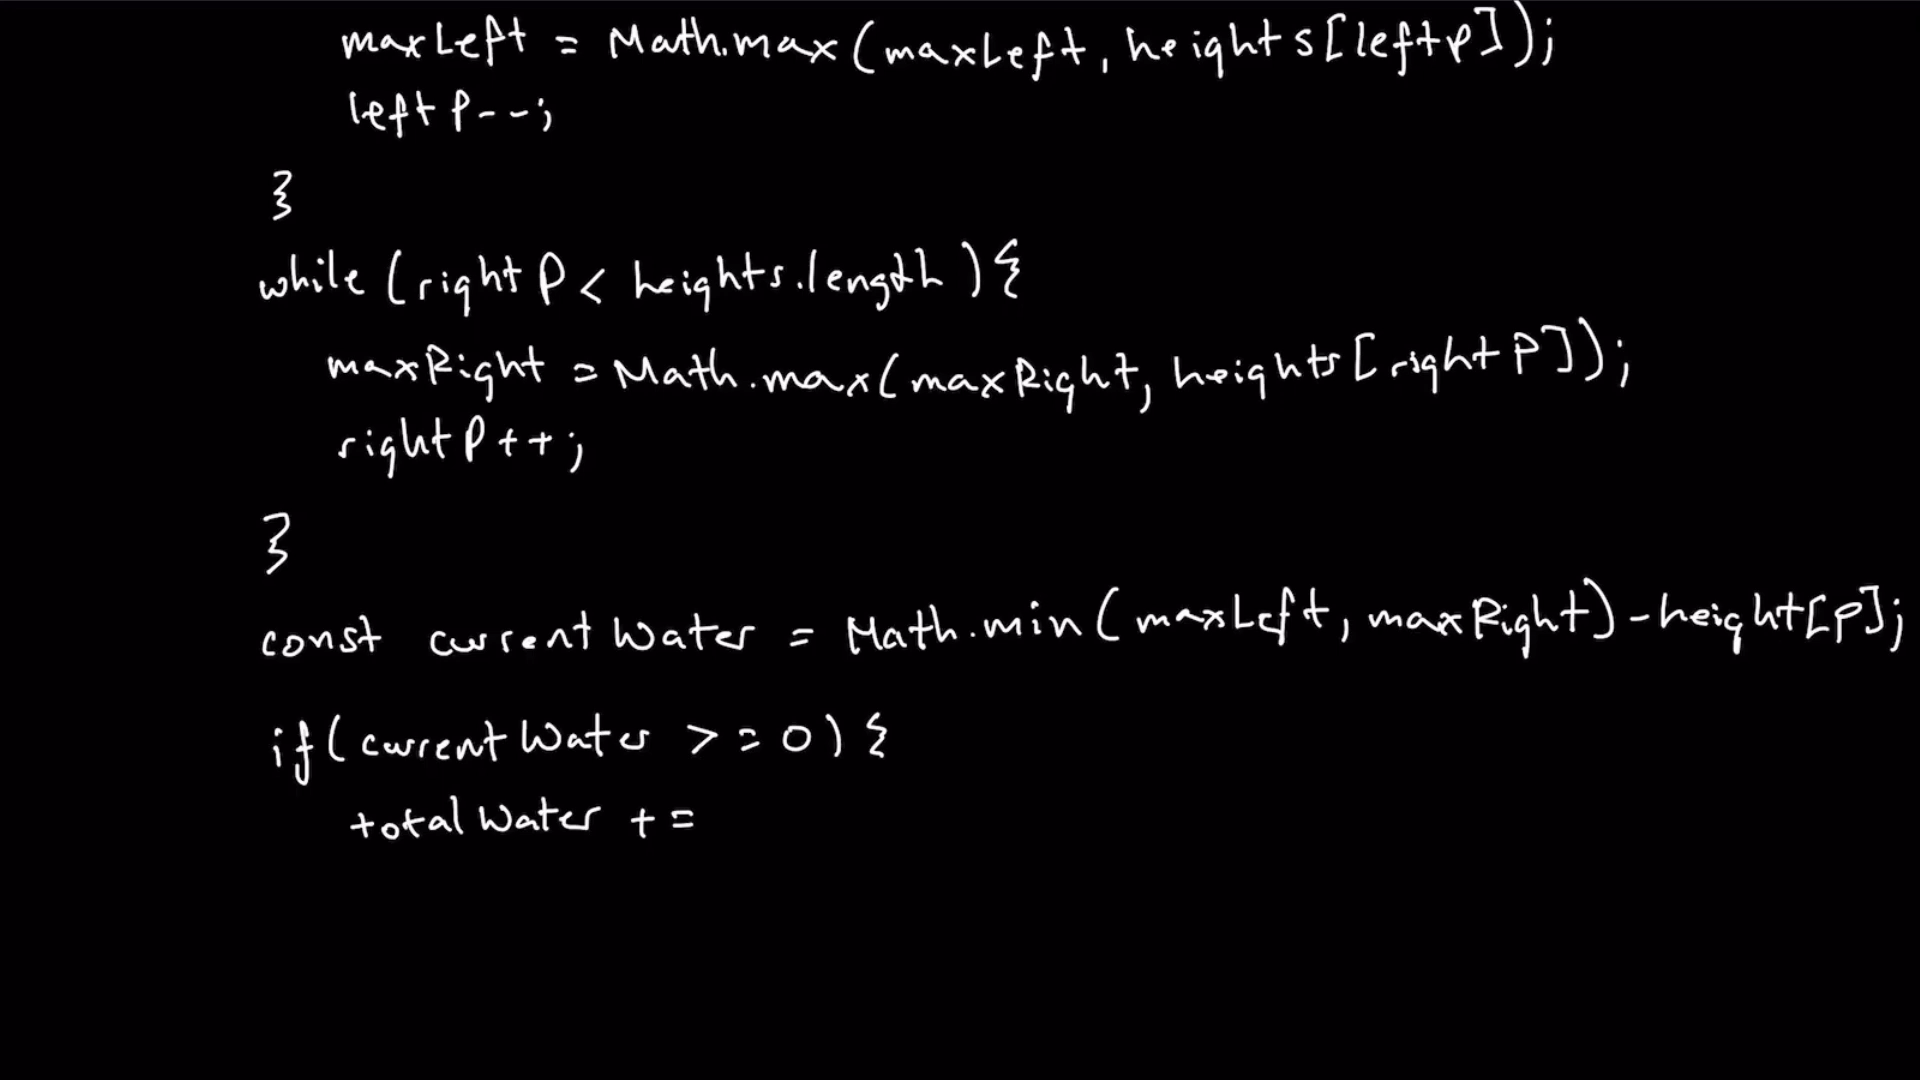 maxLeft = Math.max(maxLeft, heights[leftP]);
leftP--;
}
while (rightP < heights.length) {
maxRight = Math.max(maxRight, heights[rightP]);
rightP++;
}
const currentWater = Math.min(maxLeft, maxRight) - height[P];
if (currentWater >= 0) {
totalWater +=